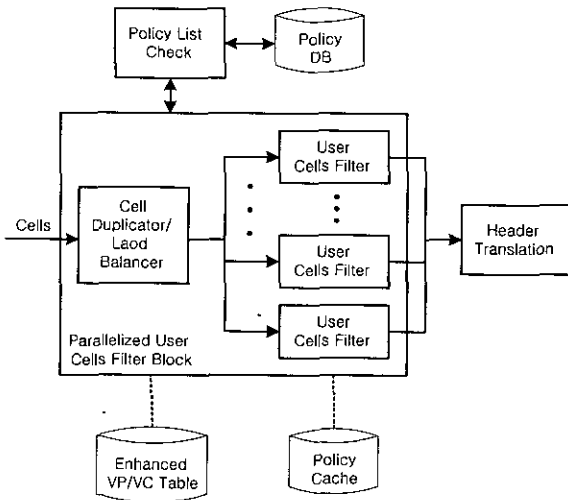 Policy List
Check
Policy
DB
User
Cells Filter
Cells
Cell
Duplicator/
Laod
Balancer
User
Cells Filter
Header
Translation
User
Cells Filter
Parallelized User
Cells Filter Block
Enhanced
VP/VC Table
Policy
Cache